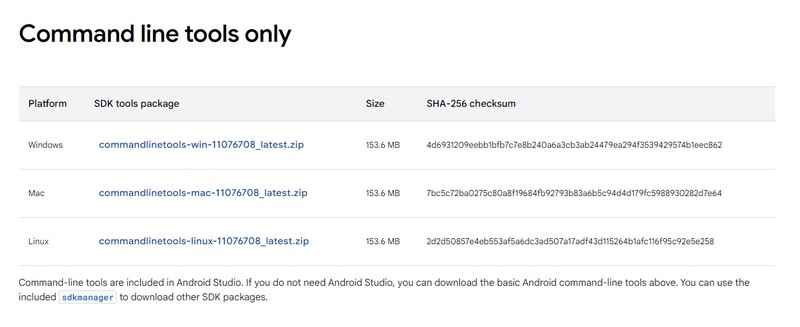 Command line tools only
Platform SDK tools package Size SHA-256 checksum
Windows commandlinetools-win-11076708_latest.zip 153.6 MB 4d6931209eebb1bfb7c7e8b240a6a3cb3ab24479ea294f3539429574b1eec862
Mac commandlinetools-mac-11076708_latest.zip 153.6 MB 7bc5c72ba0275c80a8f19684fb92793b83a6b5c94d4d179fc5988930282d7e64
Linux commandlinetools-linux-11076708_latest.zip 153.6 MB 2d2d50857e4eb553af5a6dc3ad507a17adf43d115264b1afc116f95c92e5e258
Command-line tools are included in Android Studio. If you do not need Android Studio, you can download the basic Android command-line tools above. You can use the
included sdkmanager to download other SDK packages.